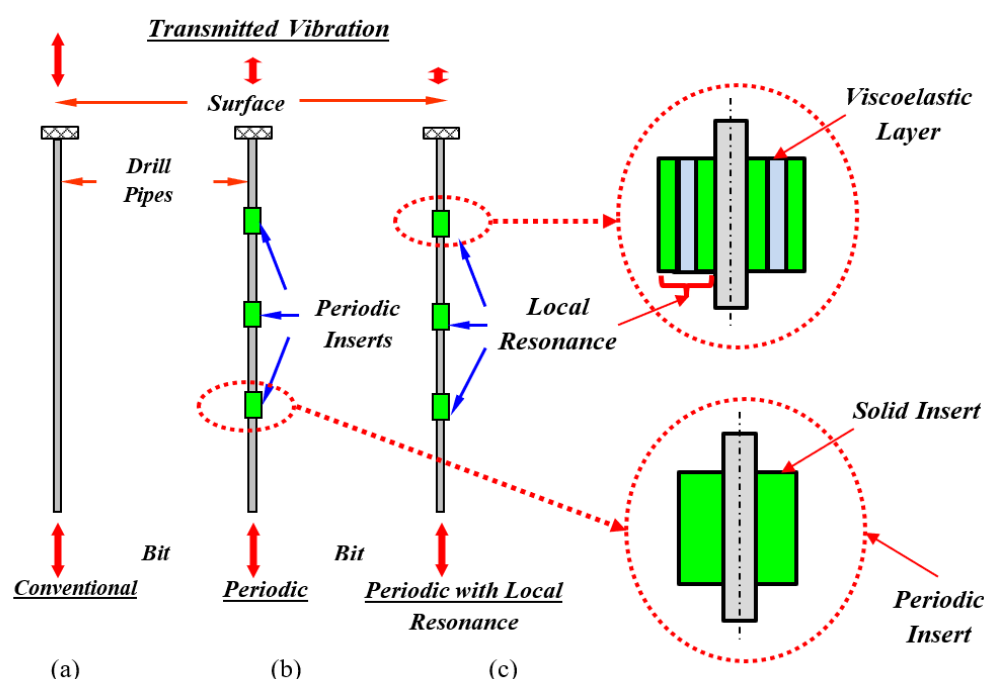 Transmitted Vibration
Surface
Drill
Pipes
Periodic
Inserts
Local
Resonance
Viscoelastic
Layer
Solid Insert
Periodic
Insert
Bit
Bit
Conventional
Periodic
Periodic with Local
Resonance
(a)
(b)
(c)